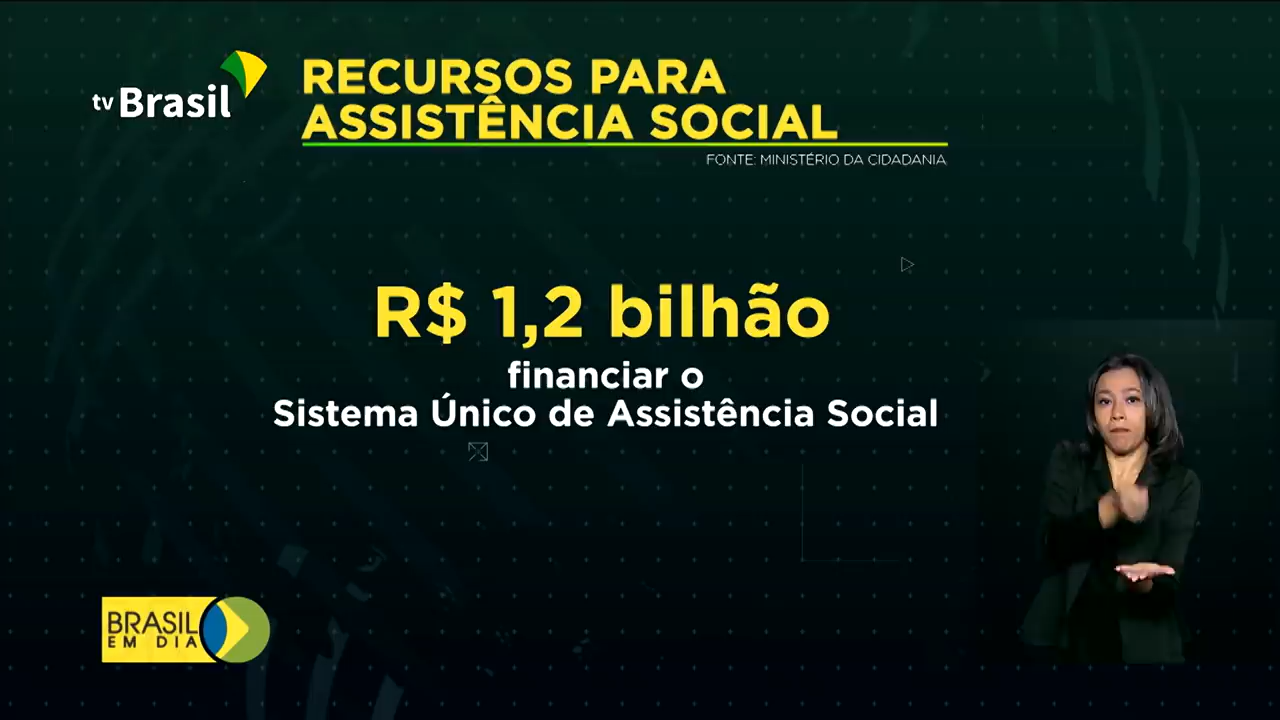 tv Brasil
RECURSOS PARA
ASSISTÊNCIA SOCIAL
FONTE: MINISTÉRIO DA CIDADANIA
R$ 1,2 bilhão
financiar o
Sistema Único de Assistência Social
BRASIL
EM DIA